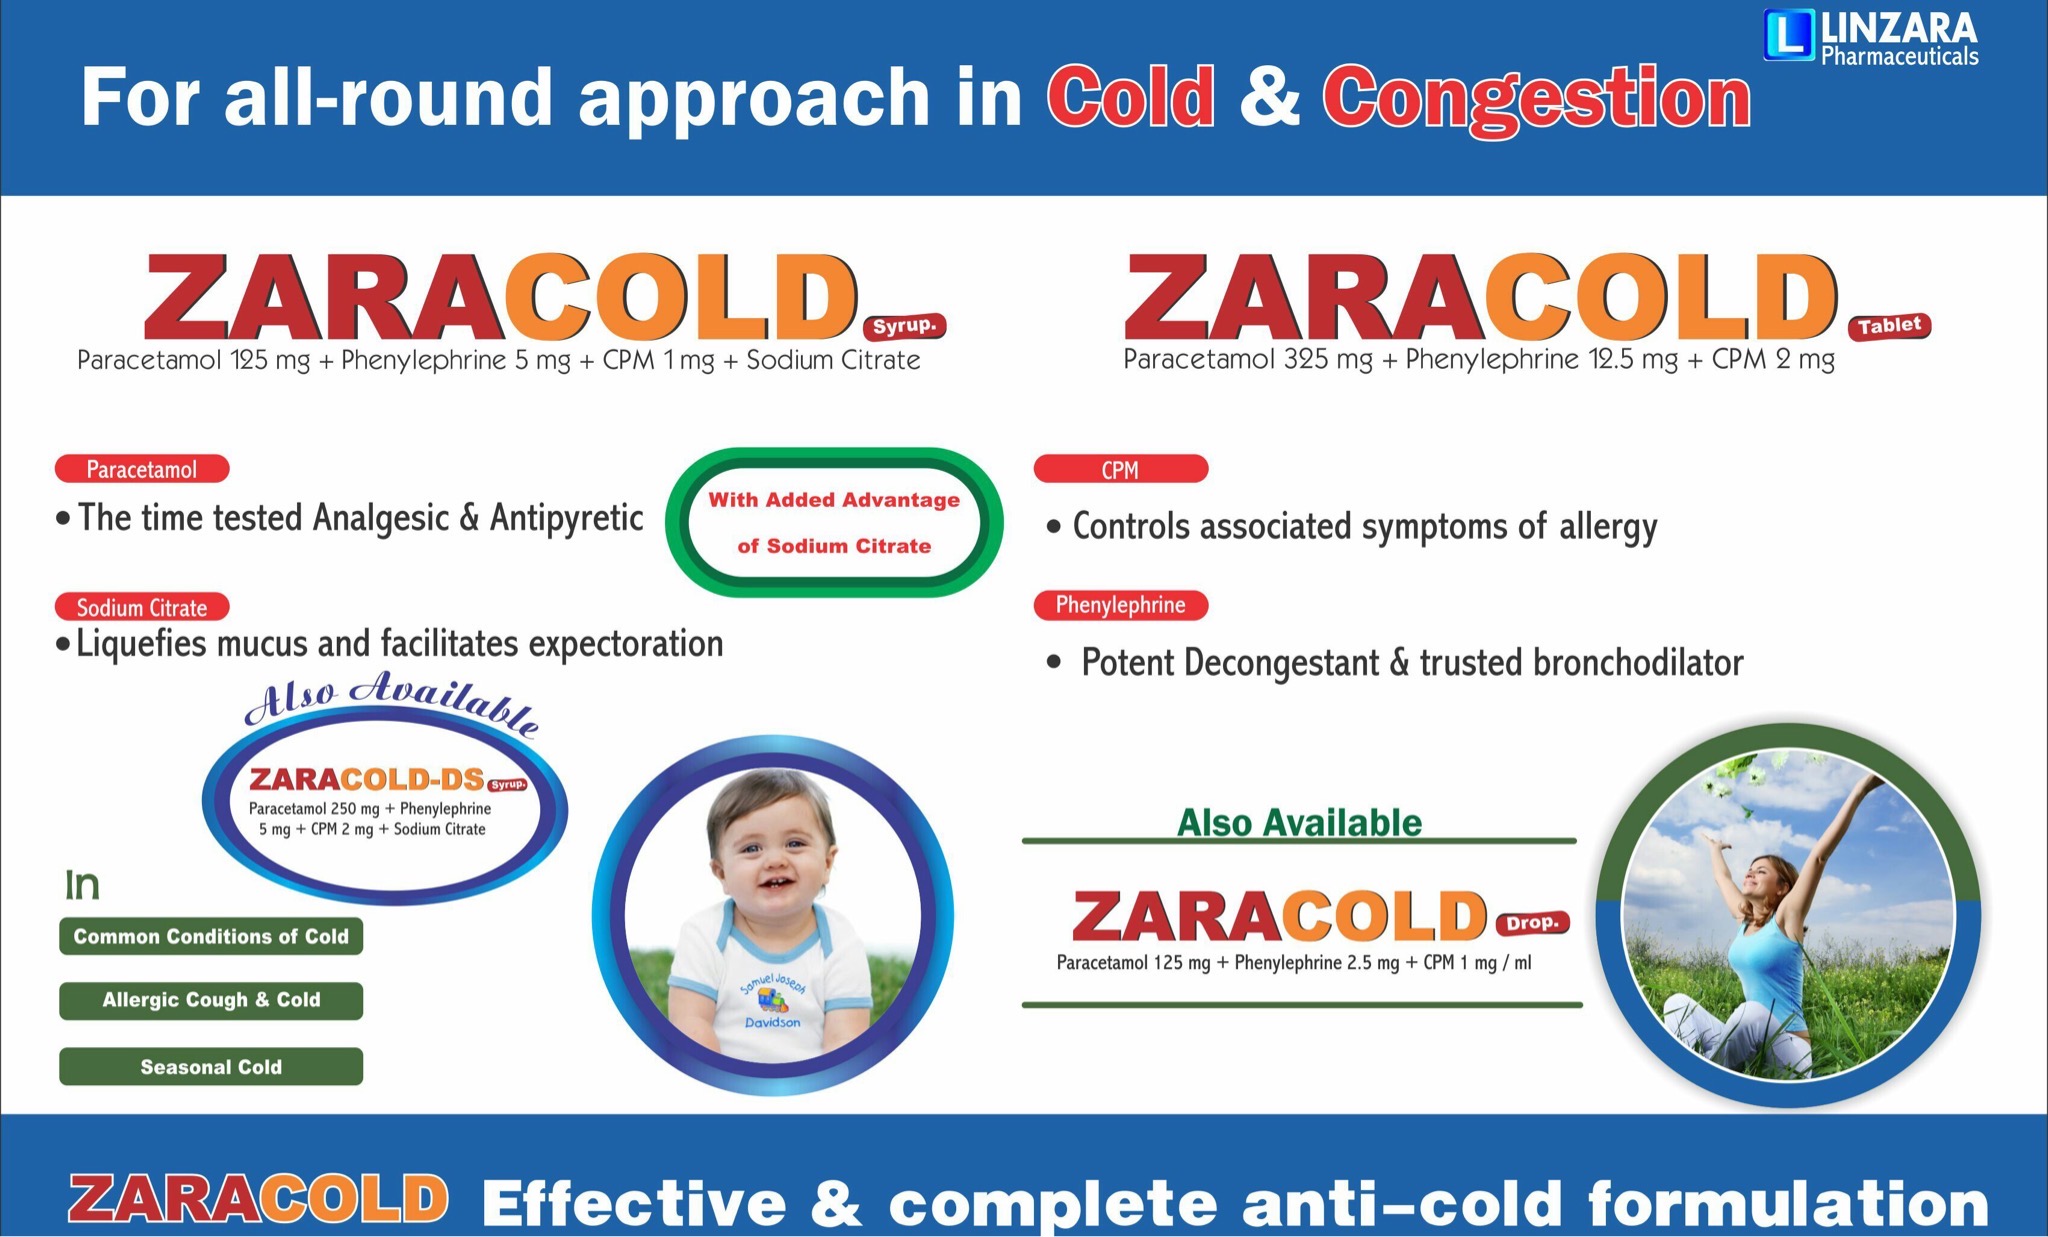 LINZARA
Pharmaceuticals
For all-round approach in Cold & Congestion
ZARACOLD Syrup.
Paracetamol 125 mg + Phenylephrine 5 mg + CPM 1 mg + Sodium Citrate
Paracetamol
• The time tested Analgesic & Antipyretic
With Added Advantage
of Sodium Citrate
Sodium Citrate
• Liquefies mucus and facilitates expectoration
Also Available
ZARACOLD-DS Syrup.
Paracetamol 250 mg + Phenylephrine
5 mg + CPM 2 mg + Sodium Citrate
In
Common Conditions of Cold
Allergic Cough & Cold
Seasonal Cold
Samuel Joseph
Davidson
ZARACOLD Tablet
Paracetamol 325 mg + Phenylephrine 12.5 mg + CPM 2 mg
CPM
• Controls associated symptoms of allergy
Phenylephrine
• Potent Decongestant & trusted bronchodilator
Also Available
ZARACOLD Drop.
Paracetamol 125 mg + Phenylephrine 2.5 mg + CPM 1 mg / ml
ZARACOLD Effective & complete anti-cold formulation